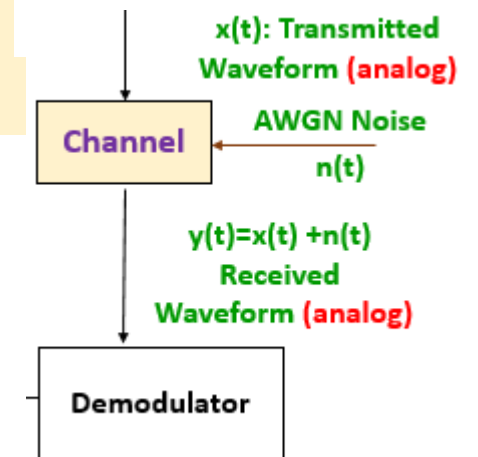 x(t): Transmitted
Waveform (analog)
Channel
AWGN Noise
n(t)
y(t)=x(t) +n(t)
Received
Waveform (analog)
Demodulator